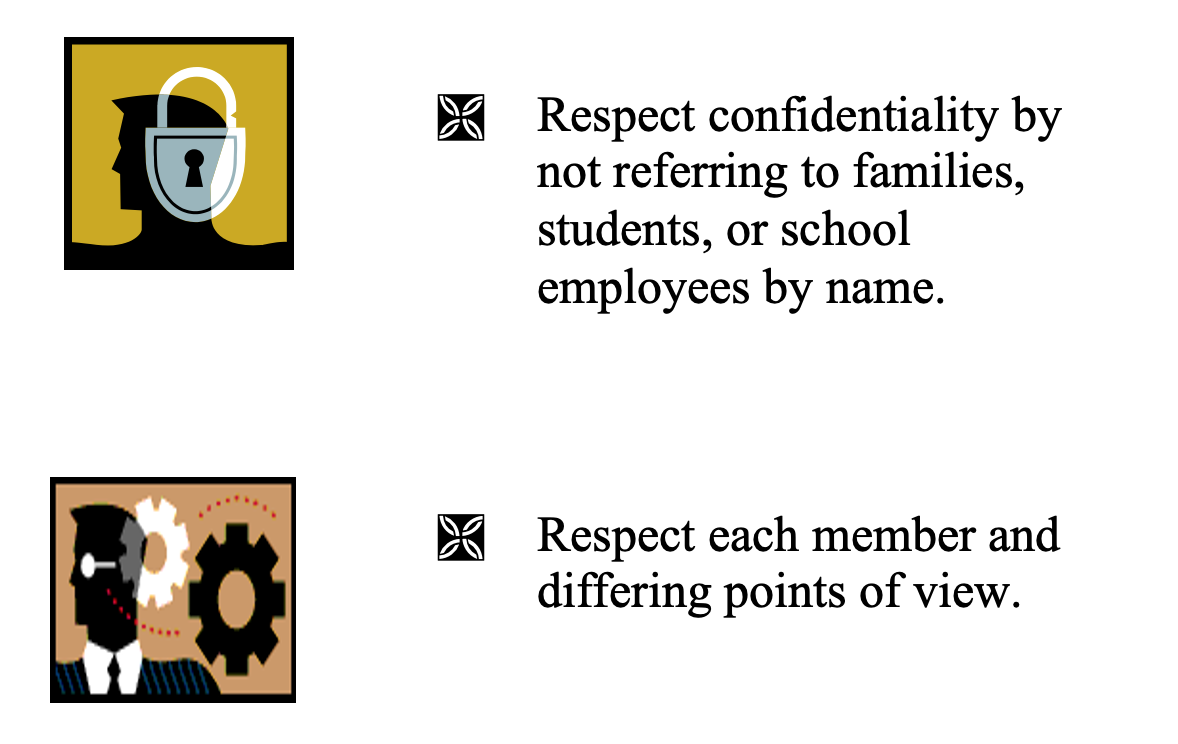 Respect confidentiality by
not referring to families,
students, or school
employees by name.
Respect each member and
differing points of view.